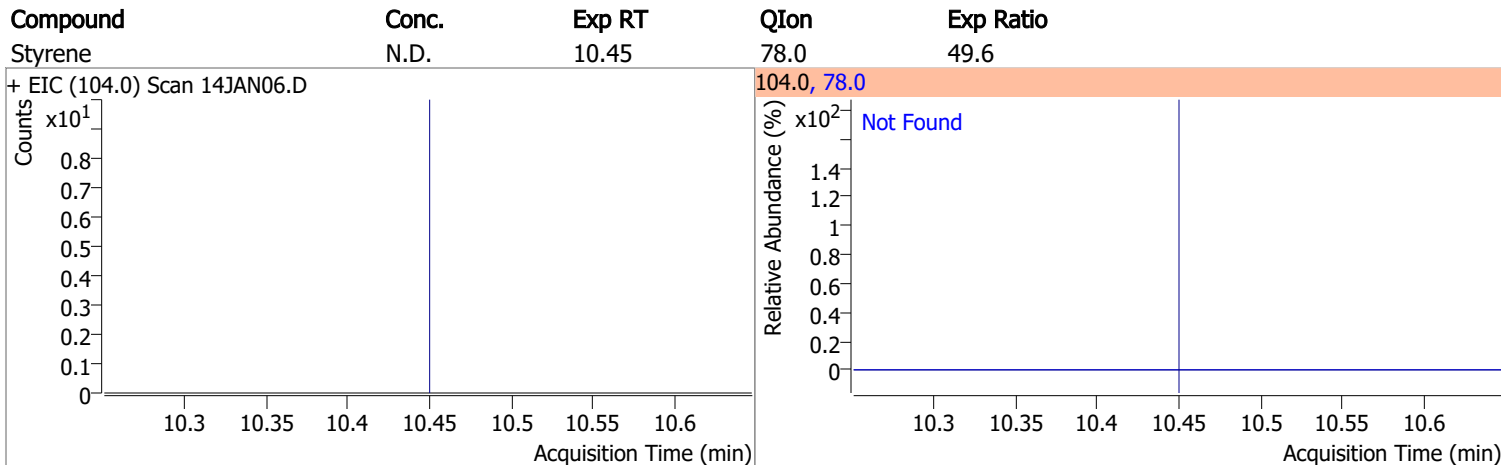 Compound Conc. Exp RT QIon Exp Ratio
Styrene N.D. 10.45 78.0 49.6
+ EIC (104.0) Scan 14JAN06.D
Counts
x10¹
0.8
0.7
0.6
0.5
0.4
0.3
0.2
0.1
0
10.3 10.35 10.4 10.45 10.5 10.55 10.6
Acquisition Time (min)
104.0, 78.0
Relative Abundance (%)
x10²
Not Found
1.4
1.2
1
0.8
0.6
0.4
0.2
0
10.3 10.35 10.4 10.45 10.5 10.55 10.6
Acquisition Time (min)